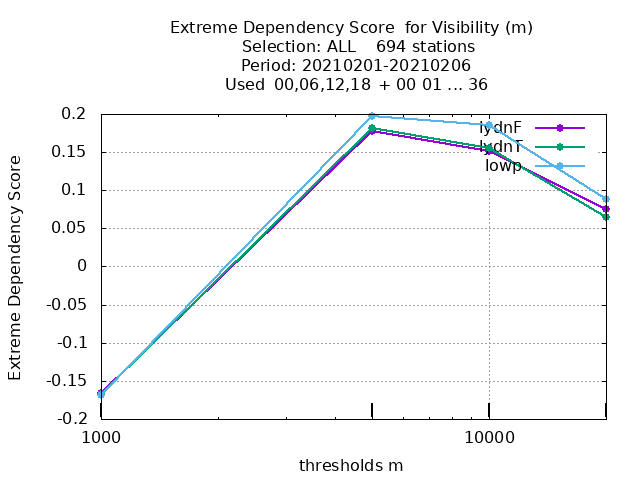 Extreme Dependency Score  for Visibility (m)
Selection: ALL    694 stations
Period: 20210201-20210206
Used  00,06,12,18  + 00 01 ... 36
Extreme Dependency Score
0.2
0.15
0.1
0.05
0
-0.05
-0.1
-0.15
-0.2
1000
10000
thresholds m
lydnF
lydnT
lowp